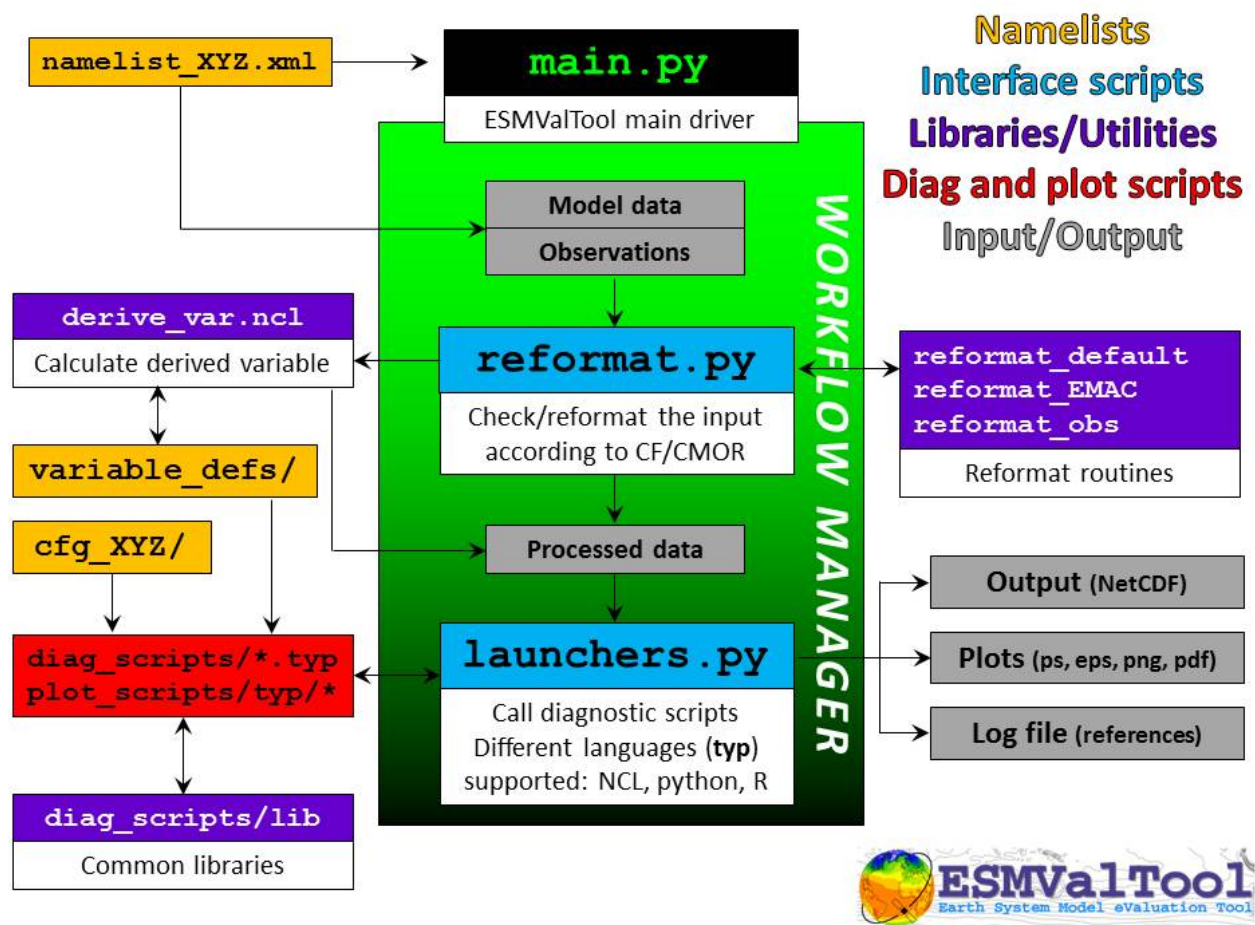 namelist_XYZ.xml
main.py
ESMValTool main driver
Namelists
Interface scripts
Libraries/Utilities
Diag and plot scripts
Input/Output
Model data
Observations
WORKFLOW MANAGER
derive_var.ncl
Calculate derived variable
reformat.py
Check/reformat the input
according to CF/CMOR
reformat_default
reformat_EMAC
reformat_obs
Reformat routines
variable_defs/
cfg_XYZ/
Processed data
diag_scripts/*.typ
plot_scripts/typ/*
launchers.py
Call diagnostic scripts
Different languages (typ)
supported: NCL, python, R
Output (NetCDF)
Plots (ps, eps, png, pdf)
Log file (references)
diag_scripts/lib
Common libraries
ESMValTool
Earth System Model eValuation Tool